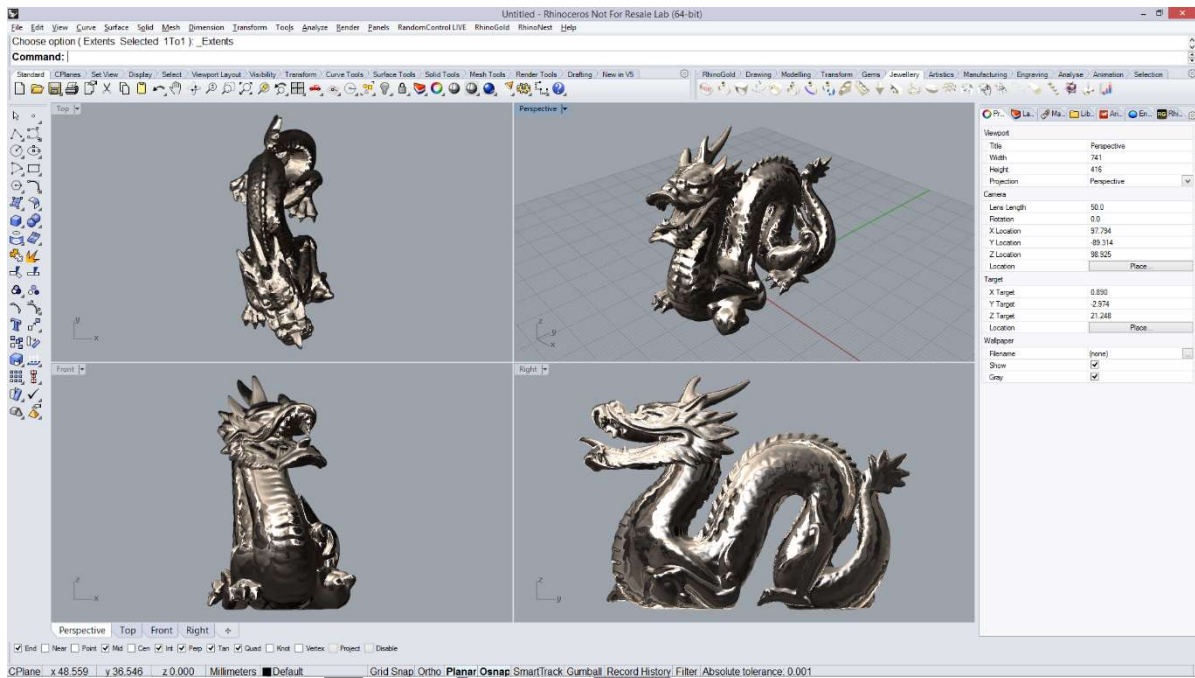 Untitled - Rhinoceros Not For Resale Lab (64-bit)
File Edit View Curve Surface Solid Mesh Dimension Transform Tools Analyze Render Panels RandomControl LIVE RhinoGold RhinoNest Help
Choose option ( Extents Selected 1To1 ): _Extents
Command:
Standard CPlanes Set View Display Select Viewport Layout Visibility Transform Curve Tools Surface Tools Solid Tools Mesh Tools Render Tools Drafting New in V5 RhinoGold Drawing Modelling Transform Gems Jewellery Artistics Manufacturing Engraving Analyse Animation Selection
Top
Perspective
Pr... La.. Ma.. Lib.. An.. En.. Rhi...
Viewport
Title Perspective
Width 741
Height 416
Projection Perspective
Camera
Lens Length 50.0
Rotation 0.0
X Location 97.794
Y Location -89.314
Z Location 98.925
Location Place...
Target
X Target 0.890
Y Target -2.974
Z Target 21.248
Location Place...
Wallpaper
Filename (none)
Show
Gray
y
x
z
y
x
Front
Right
z
x
z
y
Perspective Top Front Right
End Near Point Mid Cen Int Perp Tan Quad Knot Vertex Project Disable
CPlane x 48.559 y 36.546 z 0.000 Millimeters Default Grid Snap Ortho Planar Osnap SmartTrack Gumball Record History Filter Absolute tolerance: 0.001